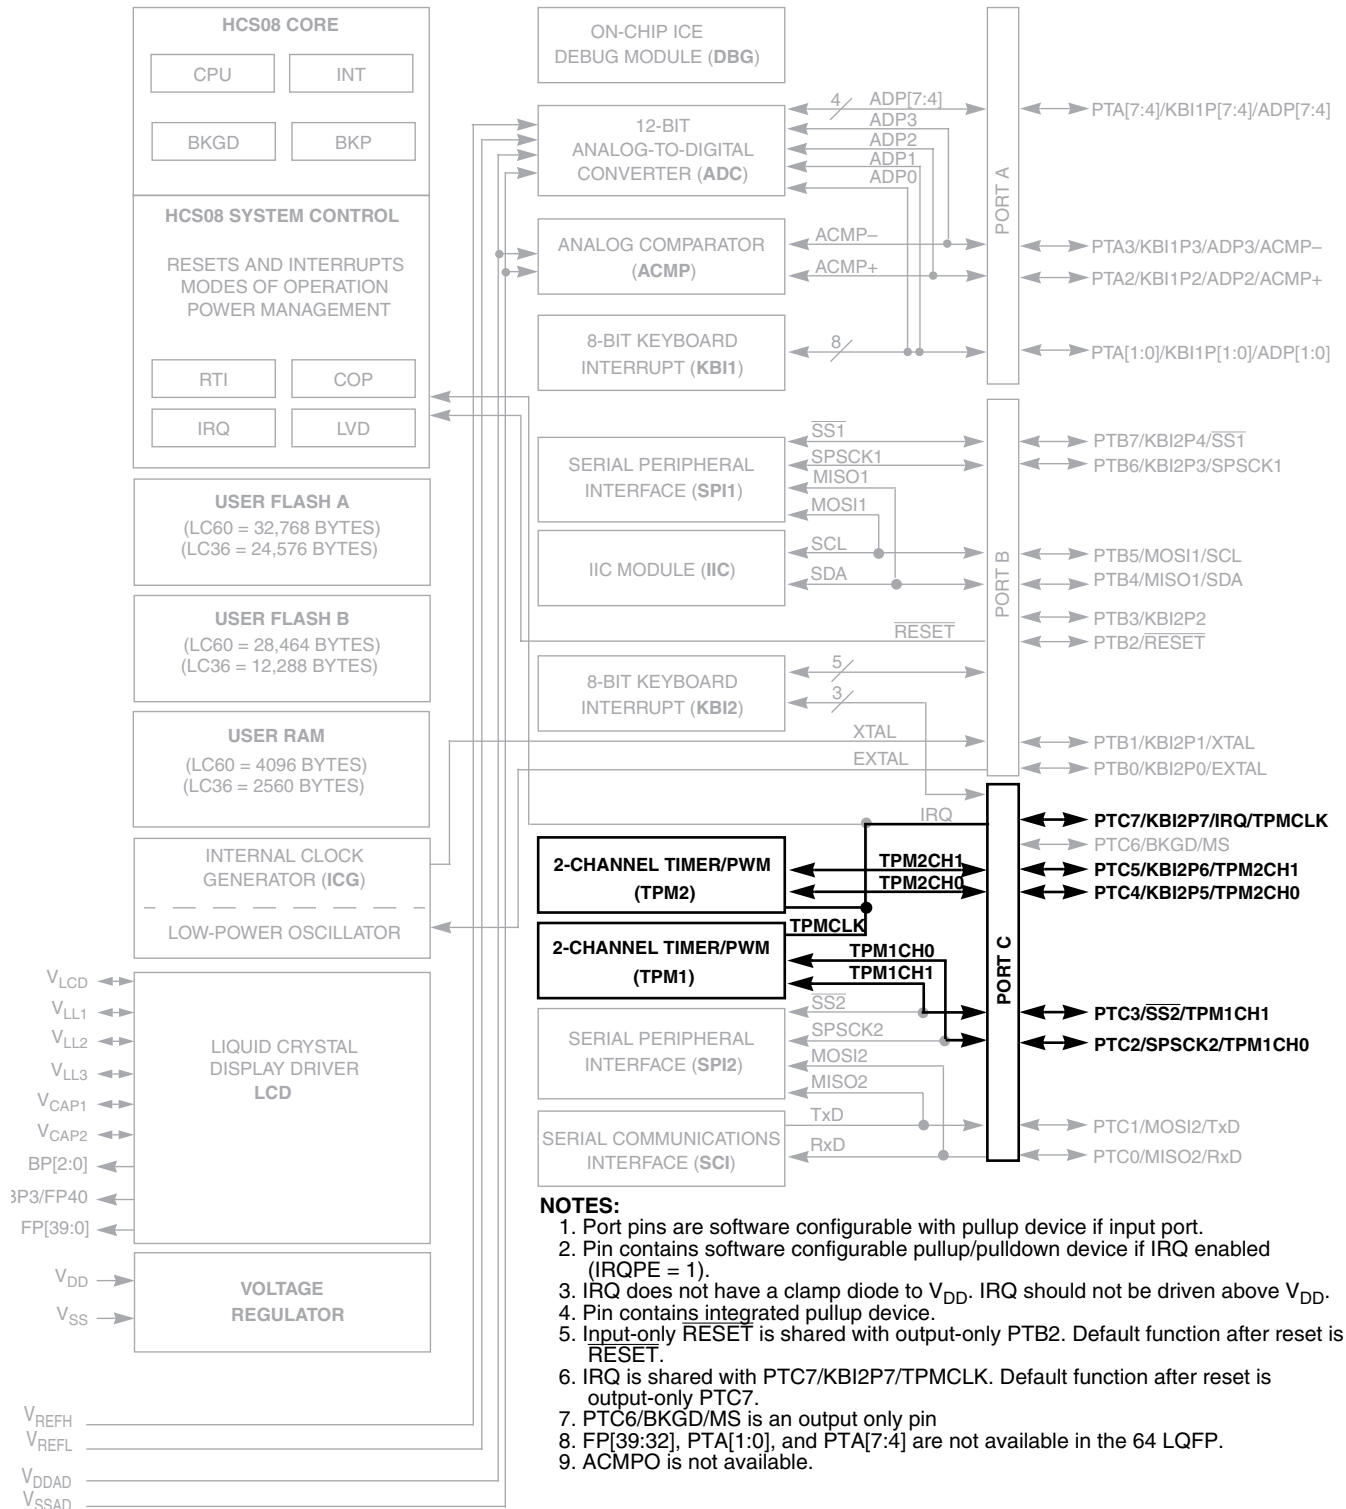 HCS08 CORE
CPU
INT
BKGD
BKP
HCS08 SYSTEM CONTROL
RESETS AND INTERRUPTS
MODES OF OPERATION
POWER MANAGEMENT
RTI
COP
IRQ
LVD
USER FLASH A
(LC60 = 32,768 BYTES)
(LC36 = 24,576 BYTES)
USER FLASH B
(LC60 = 28,464 BYTES)
(LC36 = 12,288 BYTES)
USER RAM
(LC60 = 4096 BYTES)
(LC36 = 2560 BYTES)
INTERNAL CLOCK
GENERATOR (ICG)
LOW-POWER OSCILLATOR
VLCD
VLL1
VLL2
VLL3
VCAP1
VCAP2
BP[2:0]
BP3/FP40
FP[39:0]
LIQUID CRYSTAL
DISPLAY DRIVER
LCD
VDD
VSS
VOLTAGE
REGULATOR
VREFH
VREFL
VDDAD
VSSAD
ON-CHIP ICE
DEBUG MODULE (DBG)
12-BIT
ANALOG-TO-DIGITAL
CONVERTER (ADC)
4
ADP[7:4]
ADP3
ADP2
ADP1
ADP0
ANALOG COMPARATOR
(ACMP)
ACMP–
ACMP+
8-BIT KEYBOARD
INTERRUPT (KBI1)
8
PORT A
PTA[7:4]/KBI1P[7:4]/ADP[7:4]
PTA3/KBI1P3/ADP3/ACMP–
PTA2/KBI1P2/ADP2/ACMP+
PTA[1:0]/KBI1P[1:0]/ADP[1:0]
SERIAL PERIPHERAL
INTERFACE (SPI1)
SS1
SPSCK1
MISO1
MOSI1
IIC MODULE (IIC)
SCL
SDA
RESET
8-BIT KEYBOARD
INTERRUPT (KBI2)
5
3
XTAL
EXTAL
PORT B
PTB7/KBI2P4/SS1
PTB6/KBI2P3/SPSCK1
PTB5/MOSI1/SCL
PTB4/MISO1/SDA
PTB3/KBI2P2
PTB2/RESET
PTB1/KBI2P1/XTAL
PTB0/KBI2P0/EXTAL
IRQ
2-CHANNEL TIMER/PWM
(TPM2)
TPM2CH1
TPM2CH0
TPMCLK
2-CHANNEL TIMER/PWM
(TPM1)
TPM1CH0
TPM1CH1
SERIAL PERIPHERAL
INTERFACE (SPI2)
SS2
SPSCK2
MOSI2
MISO2
SERIAL COMMUNICATIONS
INTERFACE (SCI)
TxD
RxD
PORT C
PTC7/KBI2P7/IRQ/TPMCLK
PTC6/BKGD/MS
PTC5/KBI2P6/TPM2CH1
PTC4/KBI2P5/TPM2CH0
PTC3/SS2/TPM1CH1
PTC2/SPSCK2/TPM1CH0
PTC1/MOSI2/TxD
PTC0/MISO2/RxD
NOTES:
1. Port pins are software configurable with pullup device if input port.
2. Pin contains software configurable pullup/pulldown device if IRQ enabled
(IRQPE = 1).
3. IRQ does not have a clamp diode to VDD. IRQ should not be driven above VDD.
4. Pin contains integrated pullup device.
5. Input-only RESET is shared with output-only PTB2. Default function after reset is
RESET.
6. IRQ is shared with PTC7/KBI2P7/TPMCLK. Default function after reset is
output-only PTC7.
7. PTC6/BKGD/MS is an output only pin
8. FP[39:32], PTA[1:0], and PTA[7:4] are not available in the 64 LQFP.
9. ACMPO is not available.